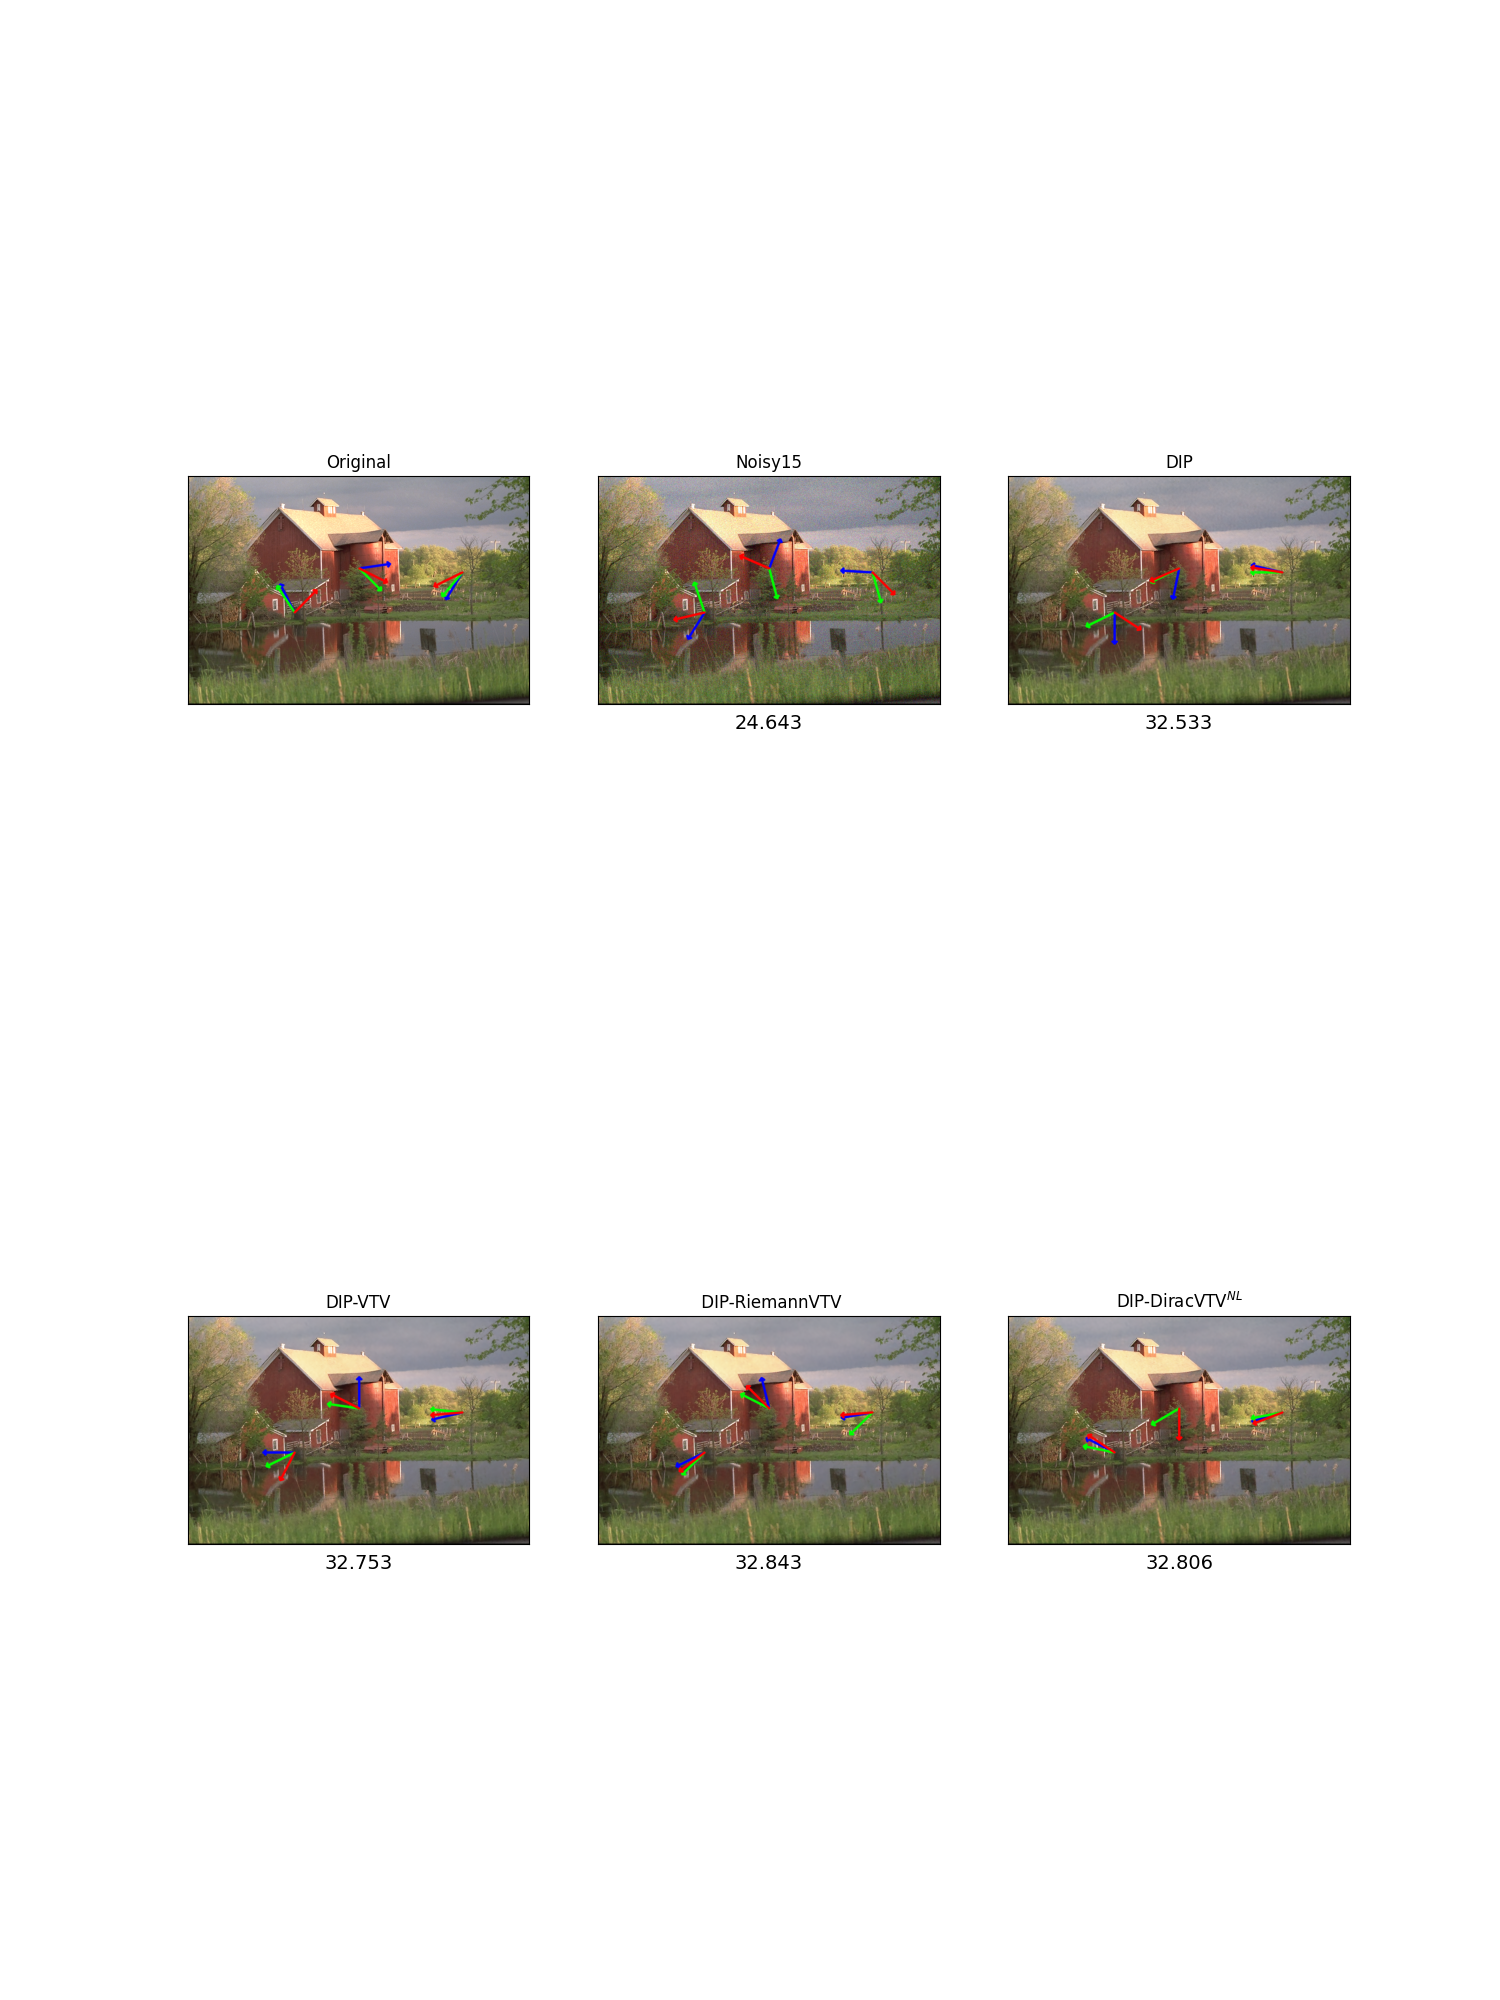 Original
Noisy15
DIP
24.643
32.533
DIP-VTV
DIP-RiemannVTV
DIP-DiracVTV^{NL}
32.753
32.843
32.806